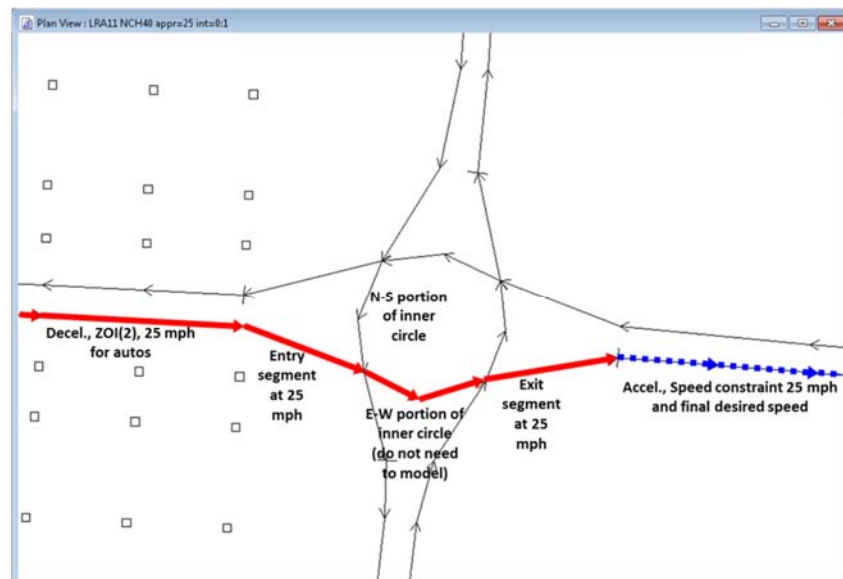 Plan View : LRA11 NCH40 appr=25 int=0:1
N-S portion
of inner
circle
Decel., ZOI(2), 25 mph
for autos
Entry
segment
at 25
mph
E-W portion of
inner circle
(do not need
to model)
Exit
segment
at 25
mph
Accel., Speed constraint 25 mph
and final desired speed